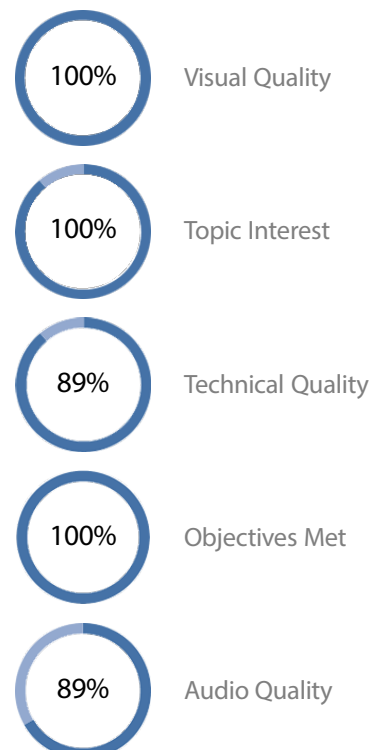 100% Visual Quality
100% Topic Interest
89% Technical Quality
100% Objectives Met
89% Audio Quality